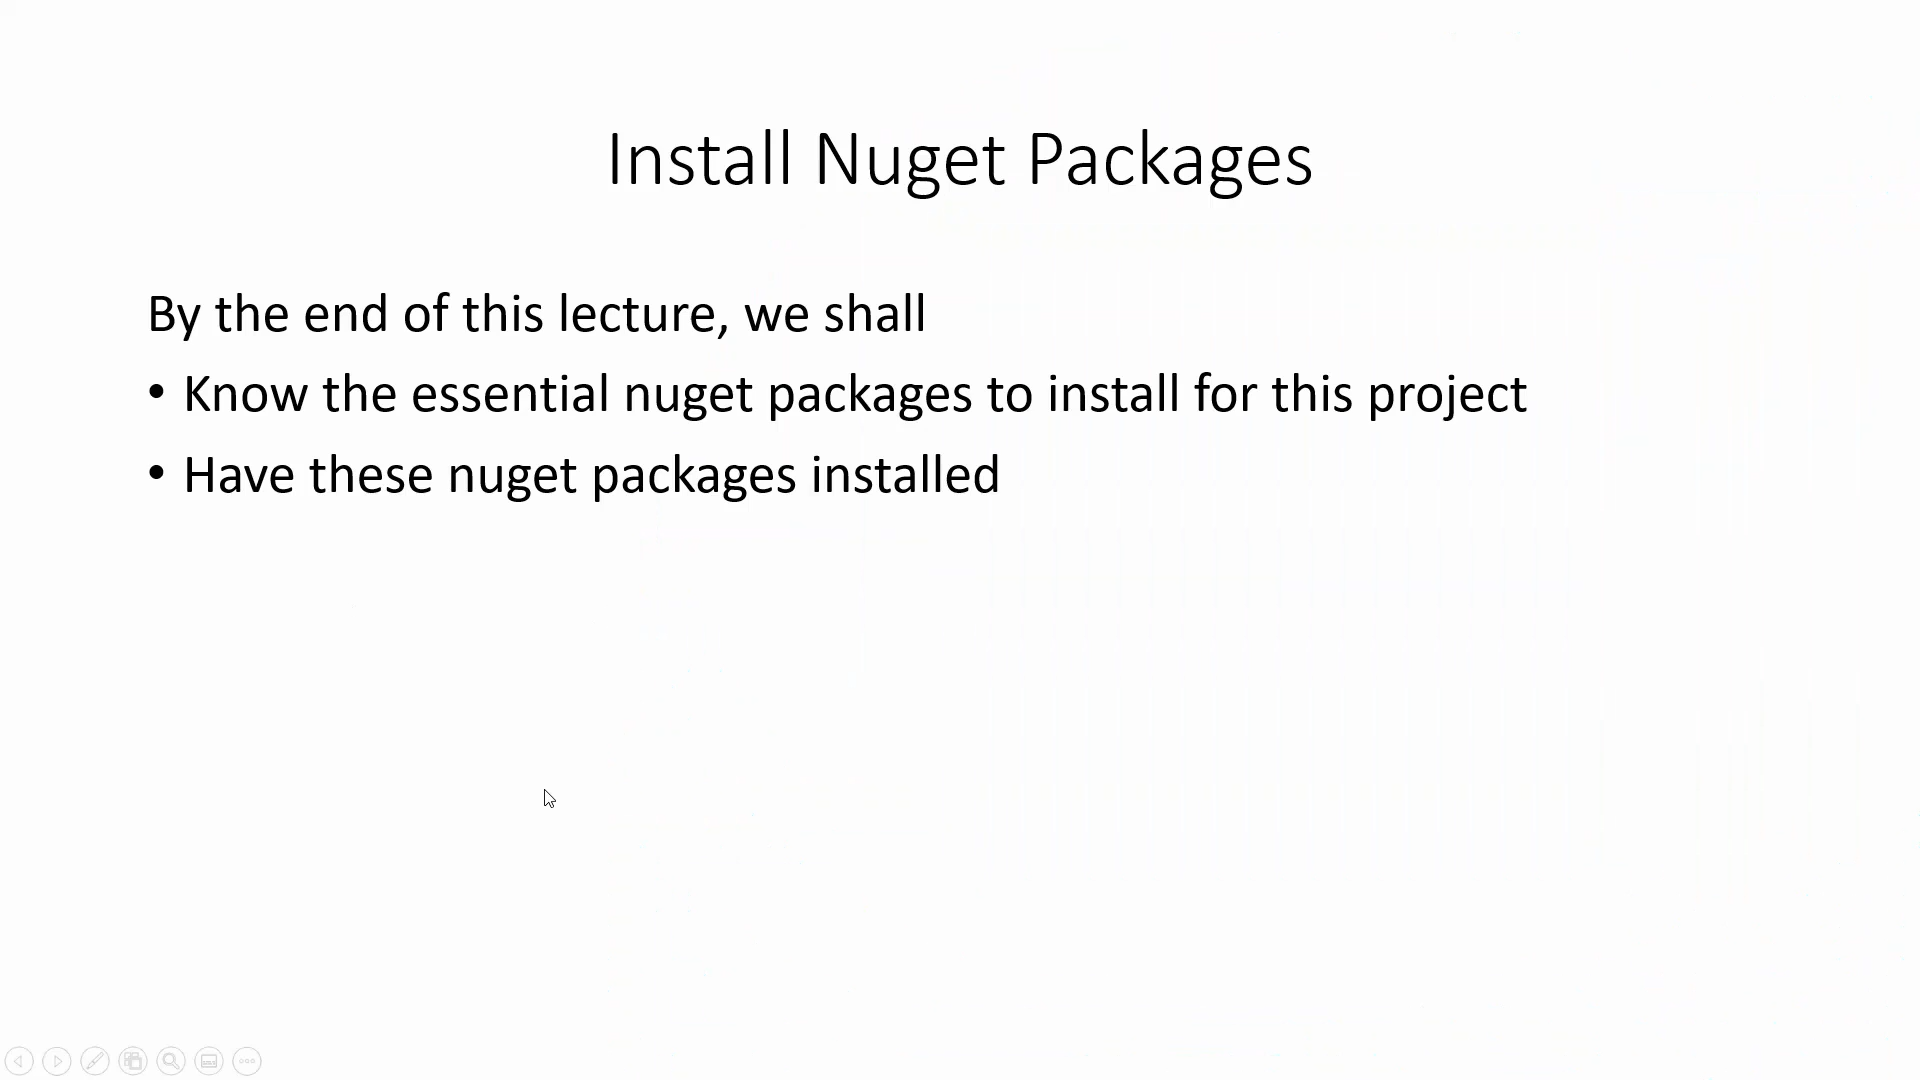 Install Nuget Packages
By the end of this lecture, we shall
• Know the essential nuget packages to install for this project
• Have these nuget packages installed